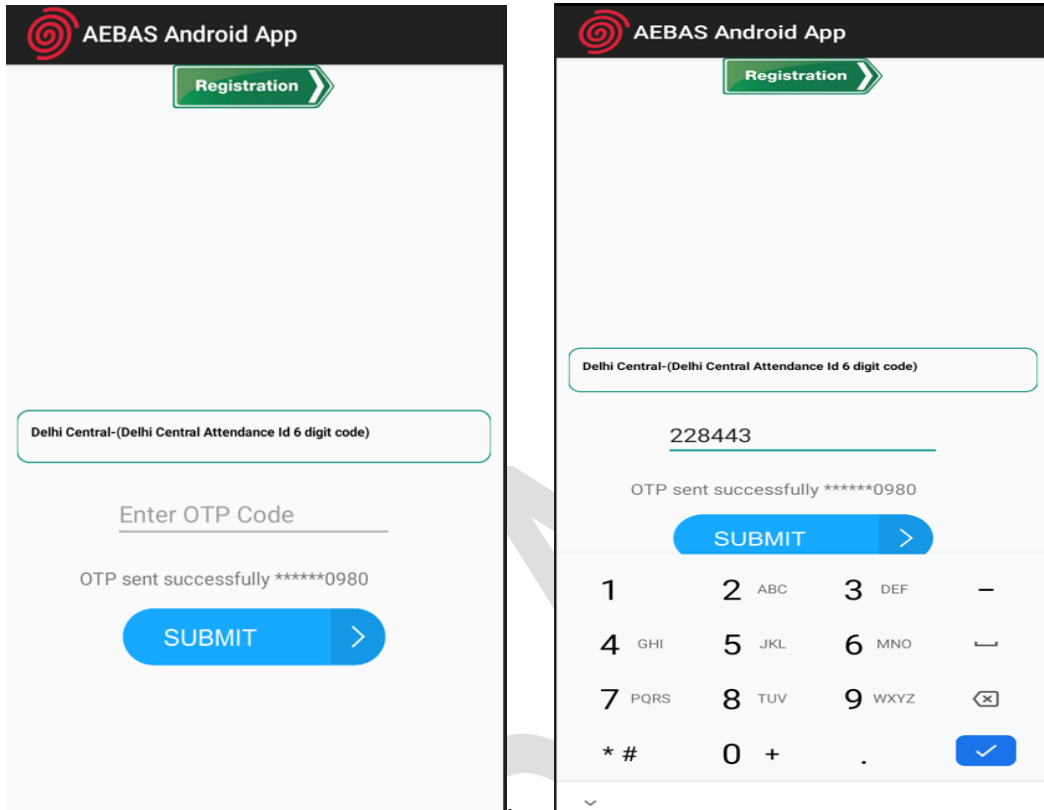 AEBAS Android App
Registration
Delhi Central-(Delhi Central Attendance Id 6 digit code)
Enter OTP Code
OTP sent successfully ******0980
SUBMIT
AEBAS Android App
Registration
Delhi Central-(Delhi Central Attendance Id 6 digit code)
228443
OTP sent successfully ******0980
SUBMIT
1 2 ABC 3 DEF –
4 GHI 5 JKL 6 MNO
7 PQRS 8 TUV 9 WXYZ
* # 0 + .